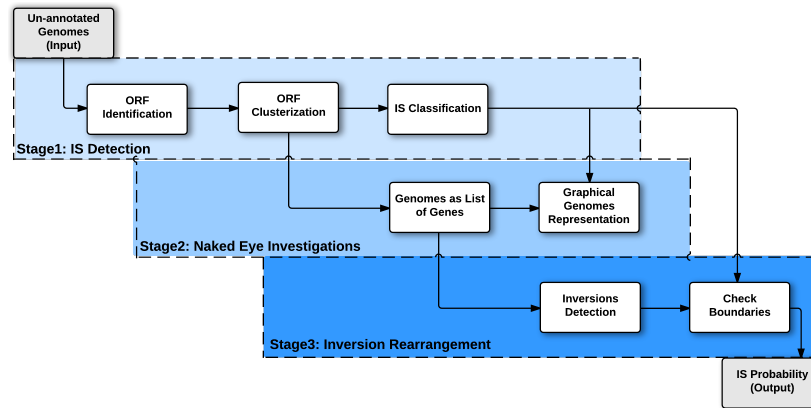 Un-annotated
Genomes
(Input)
ORF
Identification
ORF
Clusterization
IS Classification
Stage1: IS Detection
Genomes as List
of Genes
Graphical
Genomes
Representation
Stage2: Naked Eye Investigations
Inversions
Detection
Check
Boundaries
Stage3: Inversion Rearrangement
IS Probability
(Output)